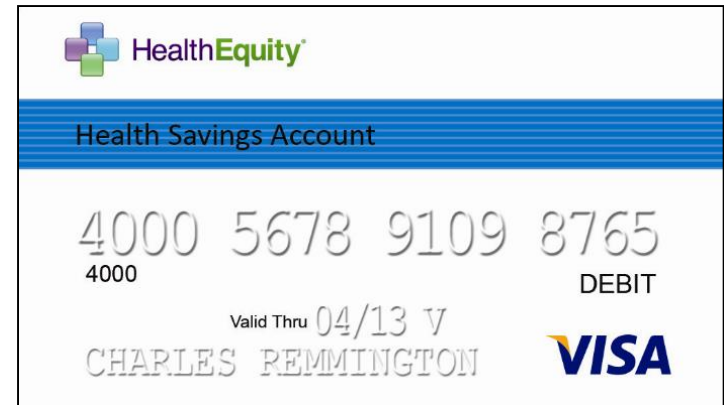 HealthEquity
Health Savings Account
4000 5678 9109 8765
4000
DEBIT
Valid Thru 04/13 V
CHARLES REMMINGTON
VISA